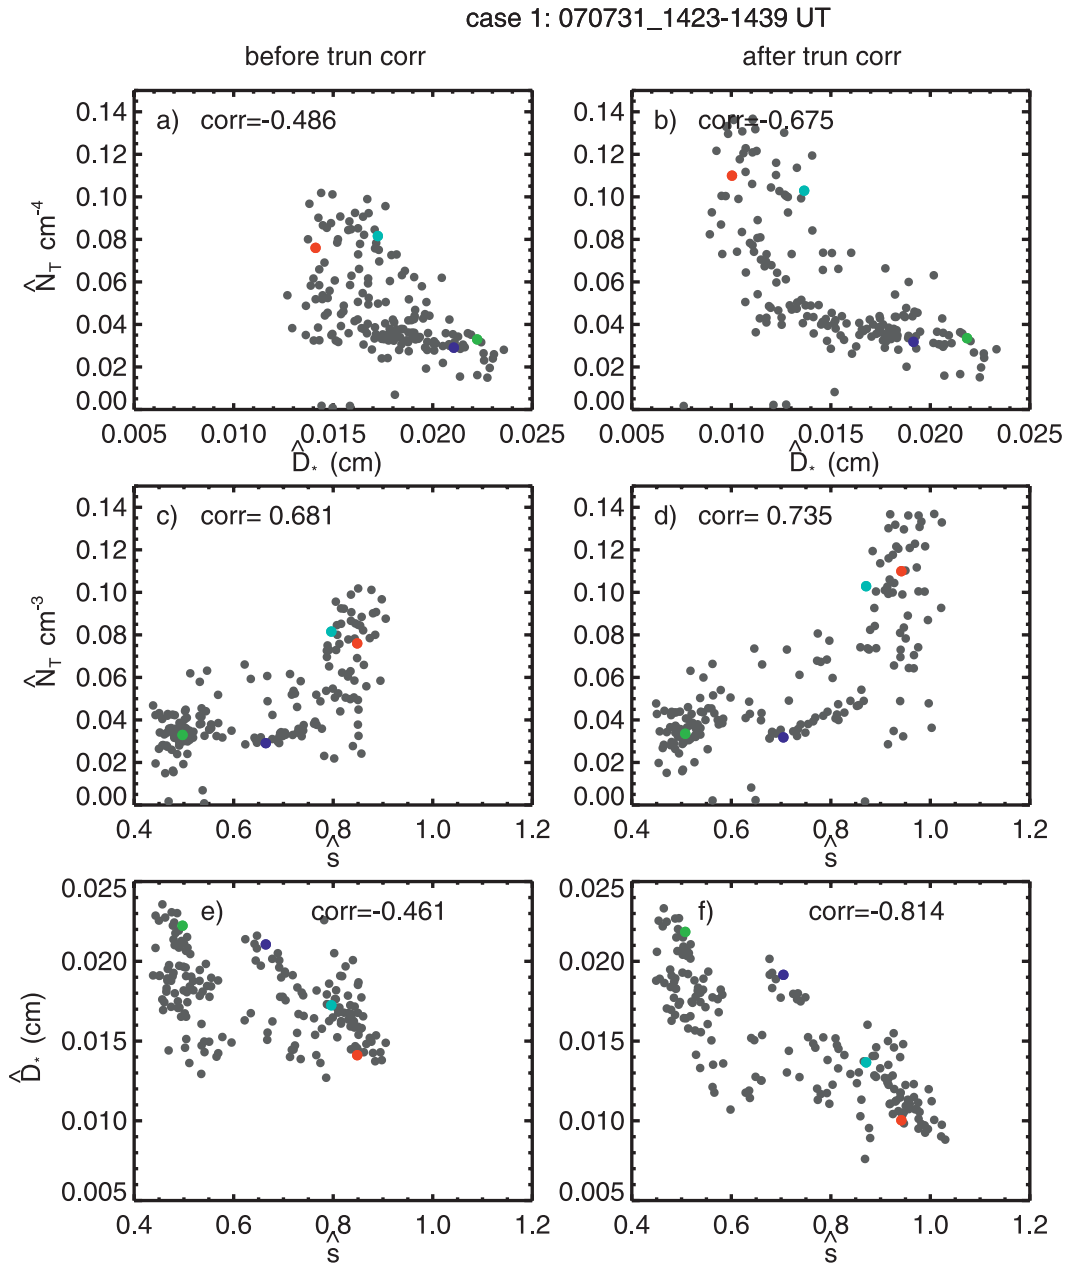 case 1: 070731_1423-1439 UT
before trun corr
after trun corr
a) corr=-0.486
b) corr=-0.675
0.14
0.12
0.10
0.08
0.06
0.04
0.02
0.00
N̂_T cm^-4
0.005 0.010 0.015 0.020 0.025
D̂_* (cm)
0.14
0.12
0.10
0.08
0.06
0.04
0.02
0.00
0.005 0.010 0.015 0.020 0.025
D̂_* (cm)
c) corr= 0.681
d) corr= 0.735
0.14
0.12
0.10
0.08
0.06
0.04
0.02
0.00
N̂_T cm^-3
0.4 0.6 0.8 1.0 1.2
ŝ
0.14
0.12
0.10
0.08
0.06
0.04
0.02
0.00
0.4 0.6 0.8 1.0 1.2
ŝ
e) corr=-0.461
f) corr=-0.814
0.025
0.020
0.015
0.010
0.005
D̂_* (cm)
0.4 0.6 0.8 1.0 1.2
ŝ
0.025
0.020
0.015
0.010
0.005
0.4 0.6 0.8 1.0 1.2
ŝ